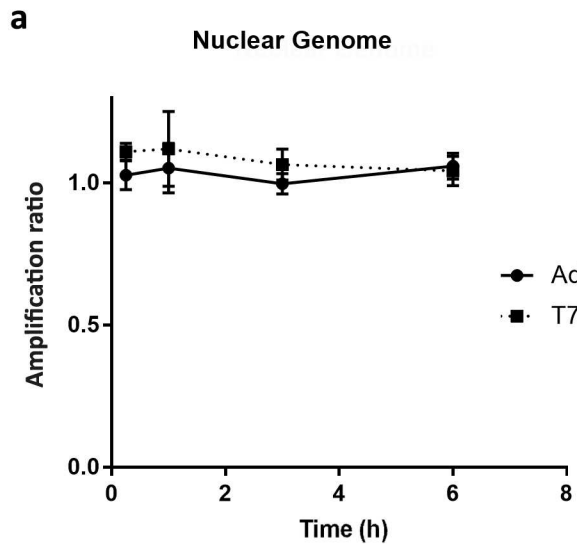 a
Nuclear Genome
Amplification ratio
1.0
0.5
0.0
0 2 4 6 8
Time (h)
Ac
T7